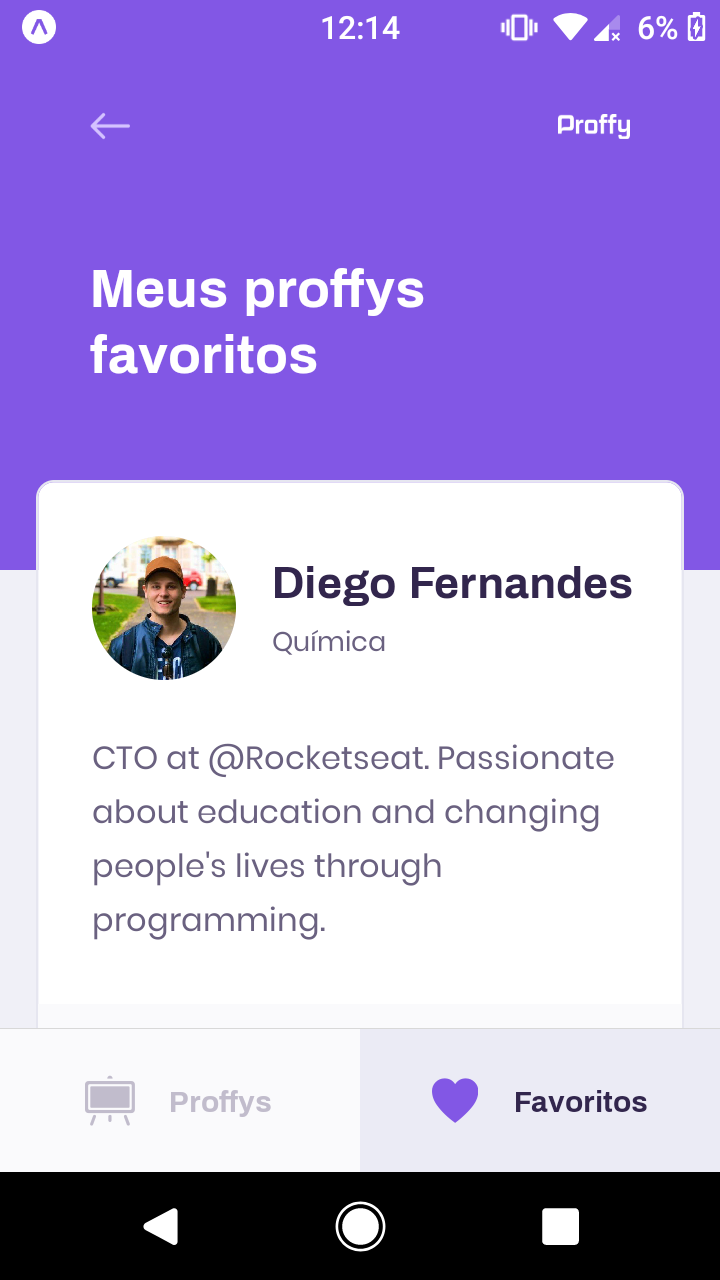 12:14
6%
Proffy
Meus proffys
favoritos
Diego Fernandes
Química
CTO at @Rocketseat. Passionate
about education and changing
people's lives through
programming.
Proffys
Favoritos